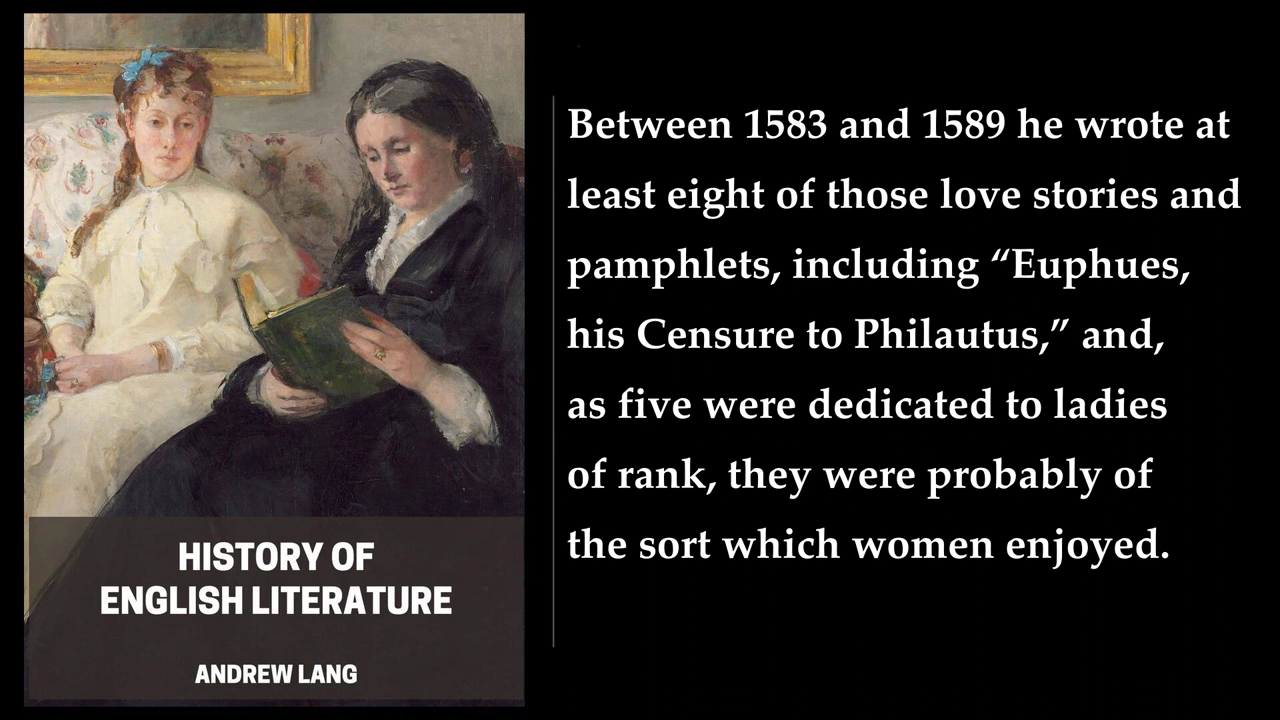 HISTORY OF
ENGLISH LITERATURE
ANDREW LANG
Between 1583 and 1589 he wrote at
least eight of those love stories and
pamphlets, including “Euphues,
his Censure to Philautus,” and,
as five were dedicated to ladies
of rank, they were probably of
the sort which women enjoyed.